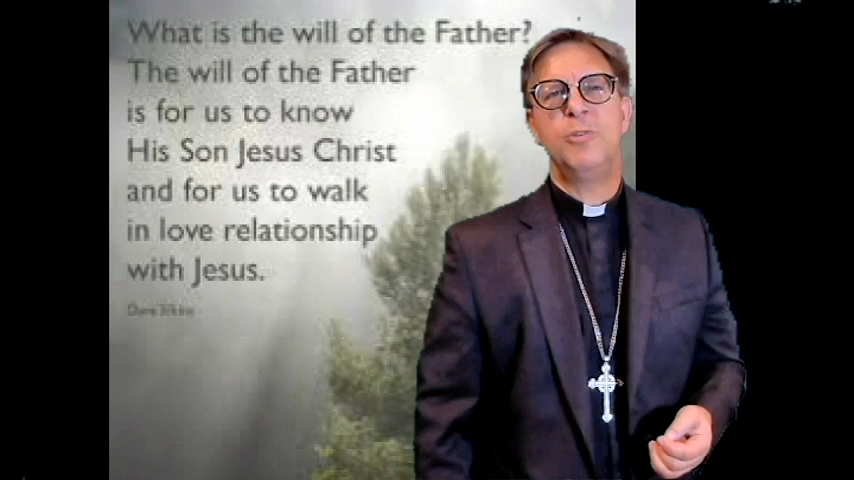 What is the will of the Father?
The will of the Father
is for us to know
His Son Jesus Christ
and for us to walk
in love relationship
with Jesus.